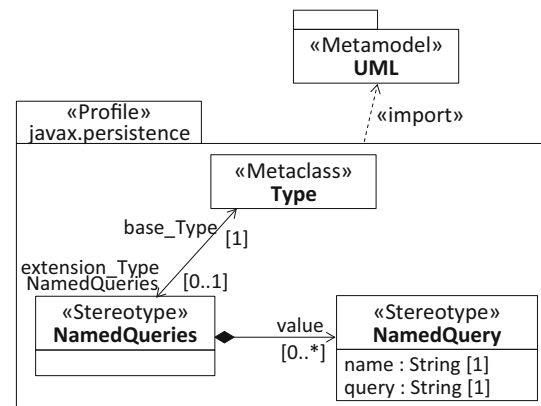 «Metamodel»
UML
«import»
«Profile»
javax.persistence
«Metaclass»
Type
base_Type
[1]
extension_Type
NamedQueries
[0..1]
«Stereotype»
NamedQueries
value
[0..*]
«Stereotype»
NamedQuery
name : String [1]
query : String [1]